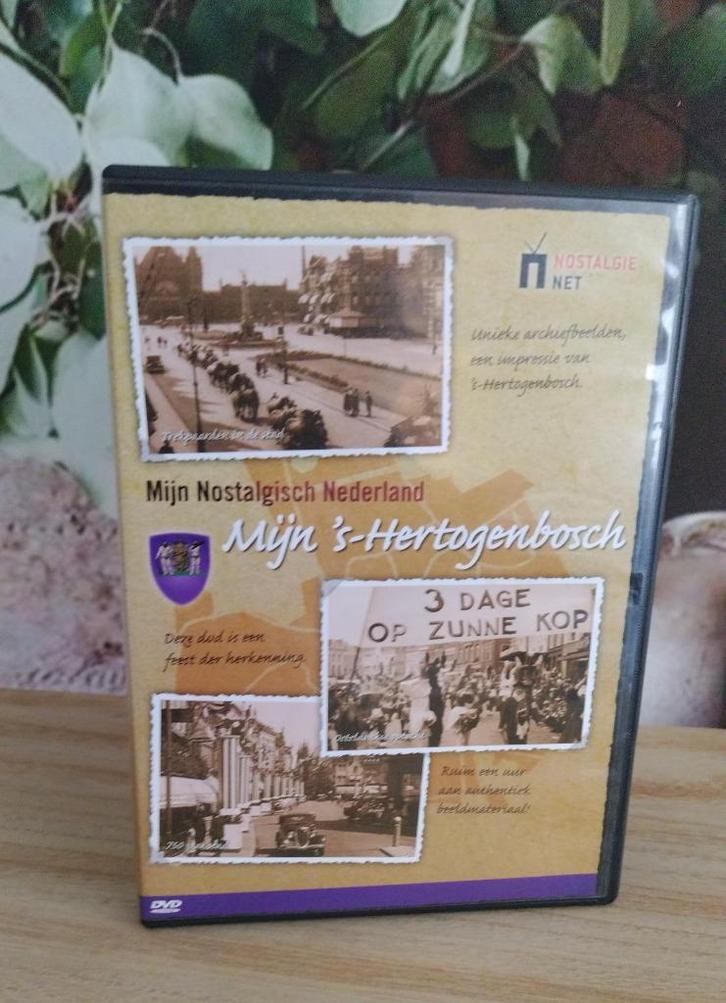 NOSTALGIE
NET
Unieke archiefbeelden,
een impressie van
's-Hertogenbosch.
Trekpaarden in de stad
Mijn Nostalgisch Nederland
Mijn 's-Hertogenbosch
3 DAGE
OP ZUNNE KOP
Deze dvd is een
feest der herkenning.
Ruim een uur
aan authentiek
beeldmateriaal!
DVD